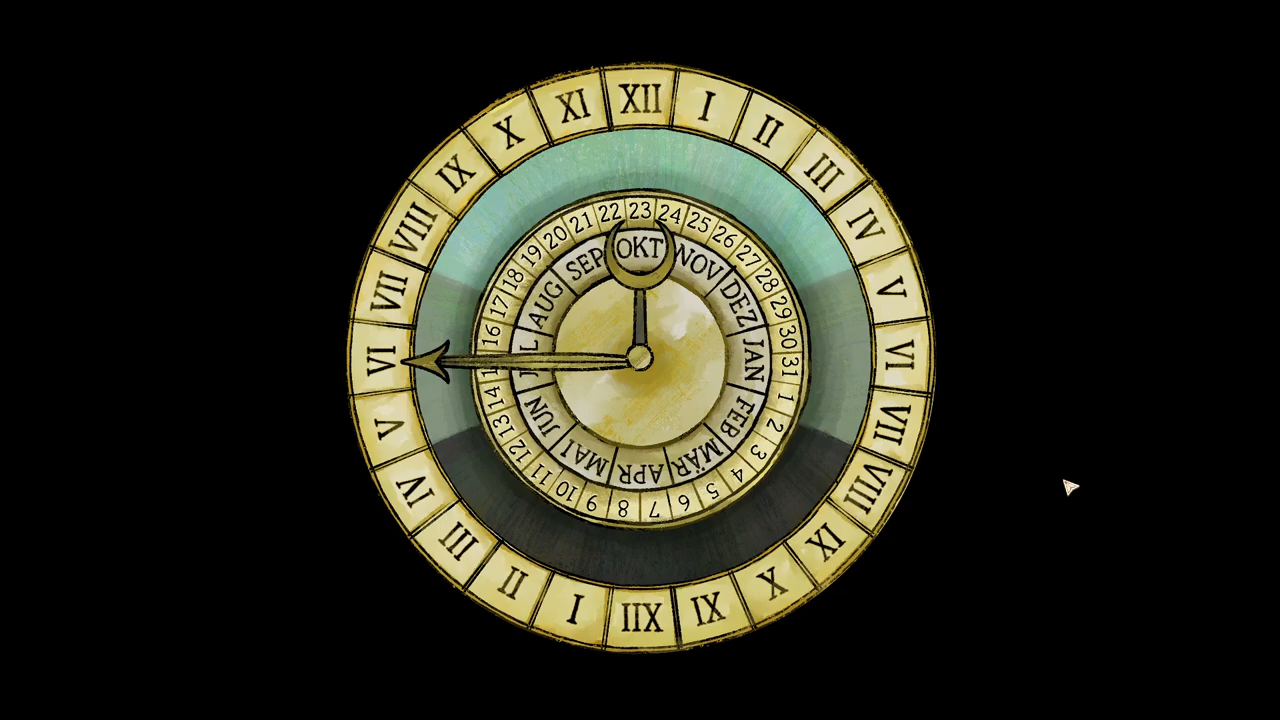 XII
I
II
III
IV
V
VI
VII
VIII
IX
X
XI
XII
I
II
III
IV
V
VI
VII
VIII
IX
X
XI
23
24
25
26
27
28
29
30
31
1
2
3
4
5
6
7
8
9
10
11
12
13
14
16
17
18
19
20
21
22
OKT
NOV
DEZ
JAN
FEB
MÄR
APR
MAI
JUN
AUG
SEP